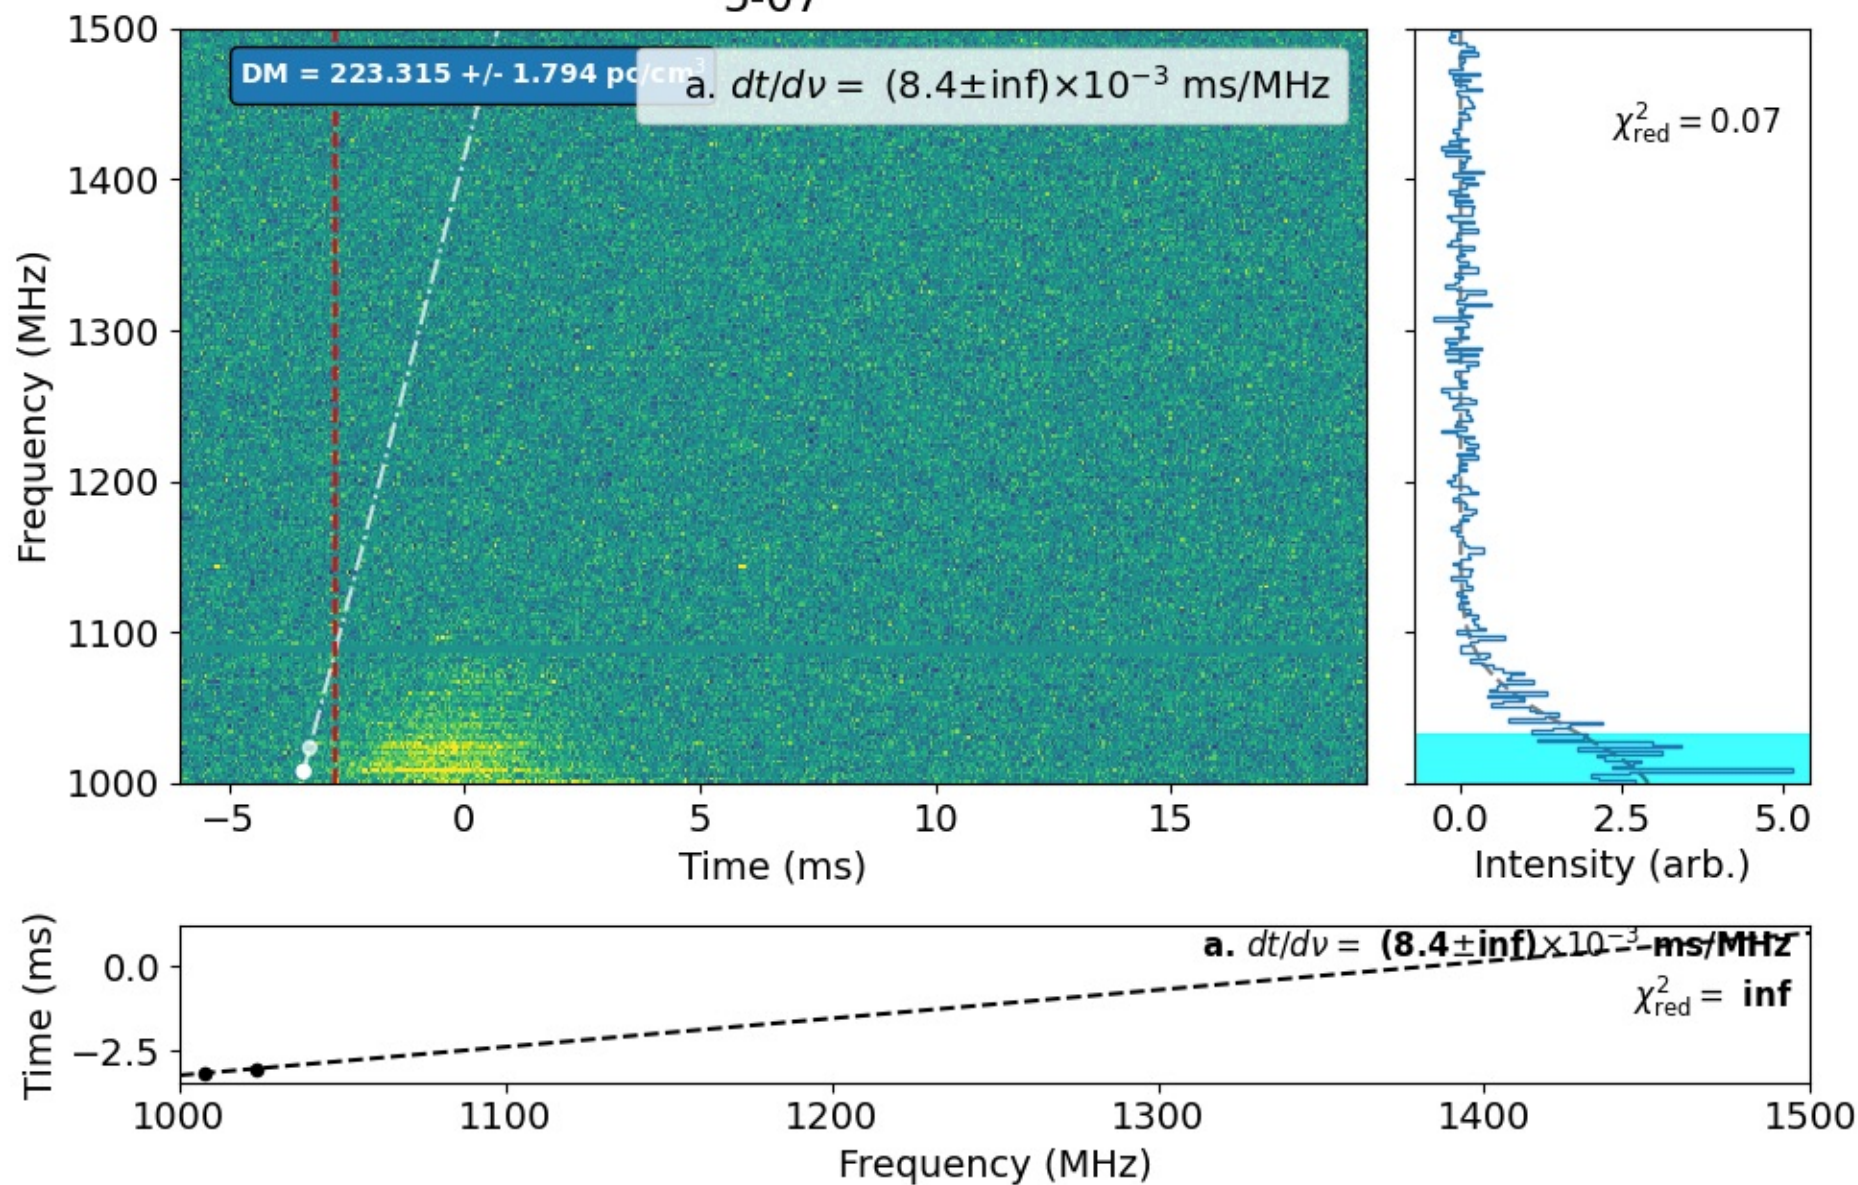 1500
1400
1300
1200
1100
1000
Frequency (MHz)
DM = 223.315 +/- 1.794 pc/cm³
a. dt/dν = (8.4±inf)×10⁻³ ms/MHz
−5 0 5 10 15
Time (ms)
χ²red = 0.07
0.0 2.5 5.0
Intensity (arb.)
Time (ms)
0.0
−2.5
a. dt/dν = (8.4±inf)×10⁻³ ms/MHz
χ²red = inf
1000 1100 1200 1300 1400 1500
Frequency (MHz)